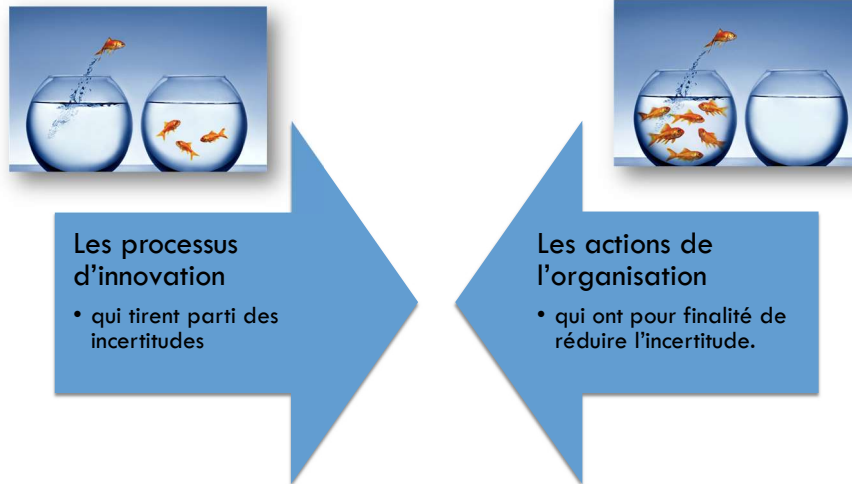 Les processus
d’innovation
• qui tirent parti des
incertitudes
Les actions de
l’organisation
• qui ont pour finalité de
réduire l’incertitude.